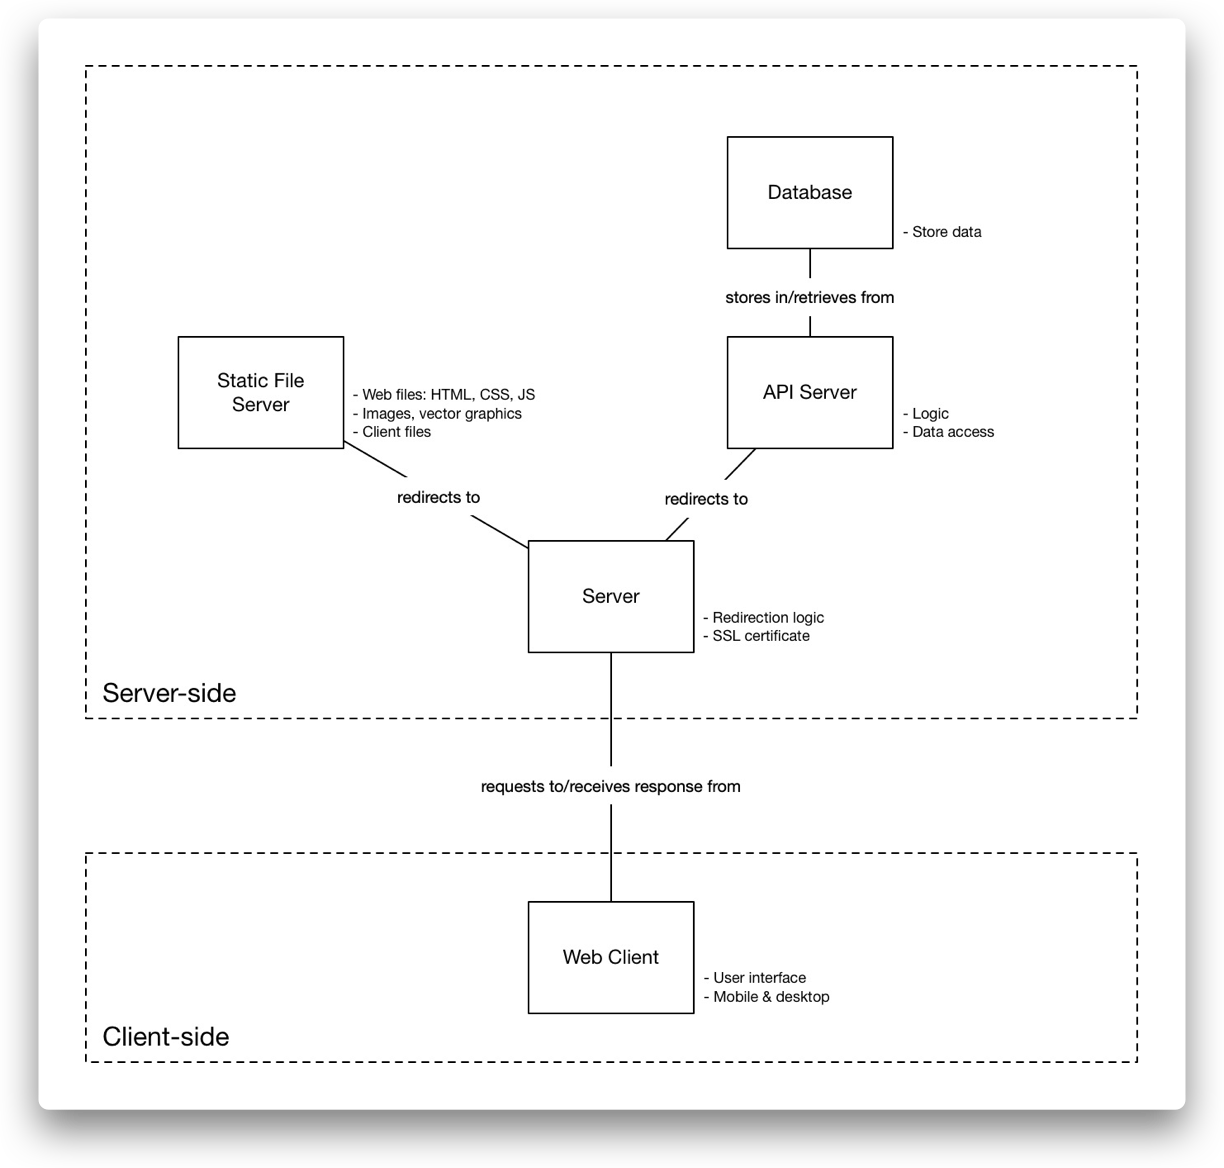 Database
- Store data
stores in/retrieves from
Static File
Server
- Web files: HTML, CSS, JS
- Images, vector graphics
- Client files
API Server
- Logic
- Data access
redirects to
redirects to
Server
- Redirection logic
- SSL certificate
Server-side
requests to/receives response from
Web Client
- User interface
- Mobile & desktop
Client-side